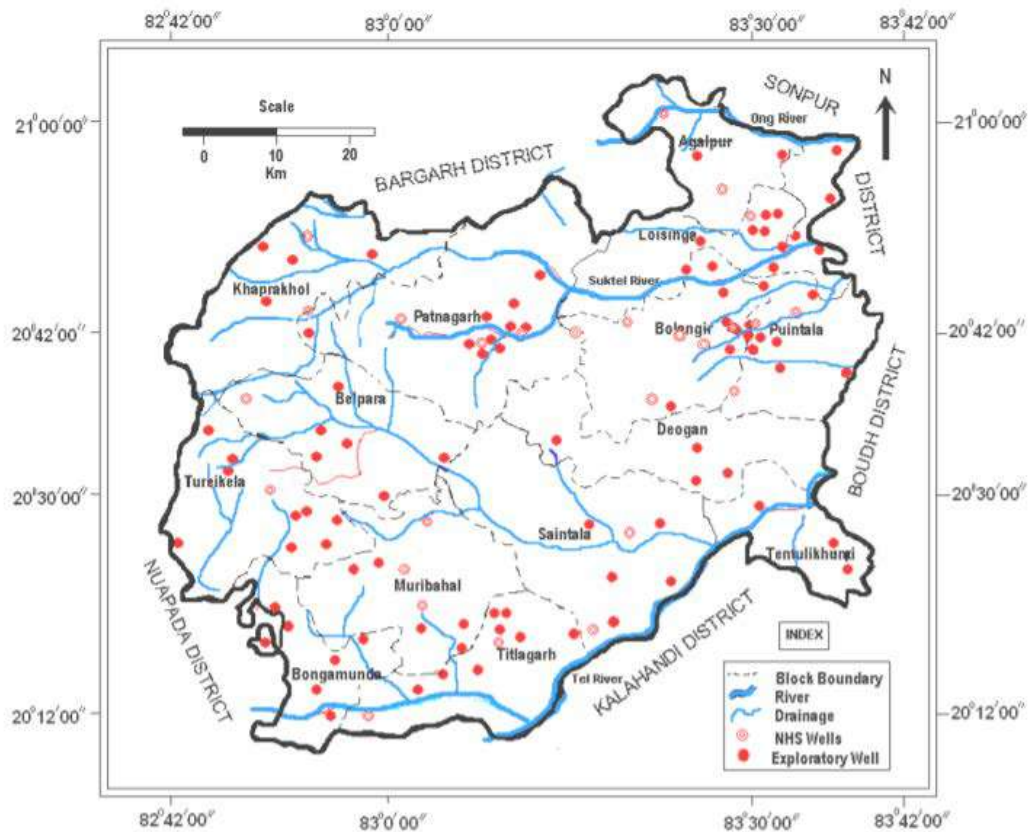 82°42′00″ 83°0′00″ 83°30′00″ 83°42′00″
SONPUR
N
Scale
Ong River
21°00′00″ 21°00′00″
Agalpur
0 10 20
Km
BARGARH DISTRICT
DISTRICT
Loisinga
Suktel River
Khaprakhol
Patnagarh
Bolangir Puintala
20°42′00″ 20°42′00″
Belpara
Deogan
BOUDH DISTRICT
Tureikela
20°30′00″ 20°30′00″
Saintala
Tentulikhunti
NUAPADA DISTRICT
Muribahal
KALAHANDI DISTRICT
INDEX
Titlagarh
Bongamunda
Tel River
Block Boundary
River
20°12′00″ 20°12′00″
Drainage
NHS Wells
Exploratory Well
82°42′00″ 83°0′00″ 83°30′00″ 83°42′00″